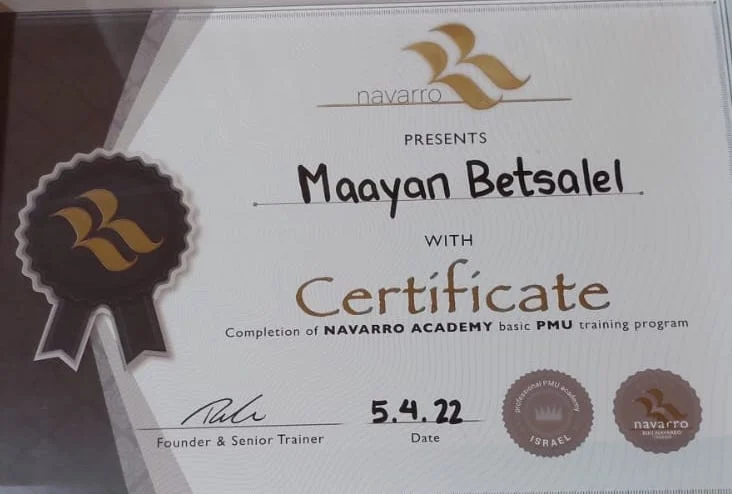 navarro
PRESENTS
Maayan Betsalel
WITH
Certificate
Completion of NAVARRO ACADEMY basic PMU training program
Founder & Senior Trainer
5.4.22
Date
professional PMU academy
ISRAEL
navarro